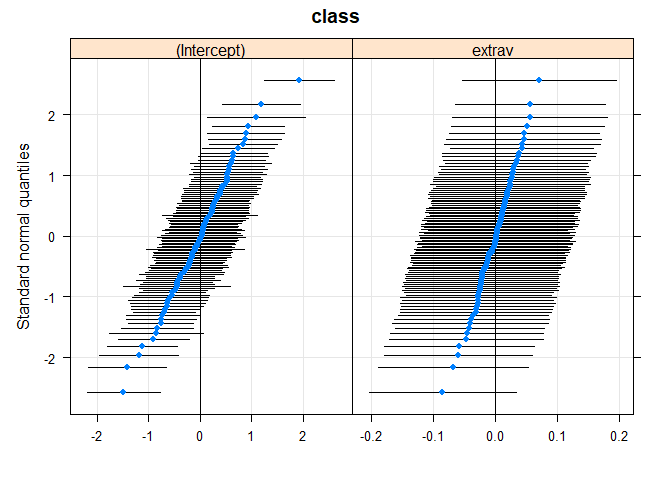 class
(Intercept) extrav
Standard normal quantiles
2
1
0
-1
-2
-2 -1 0 1 2 -0.2 -0.1 0.0 0.1 0.2